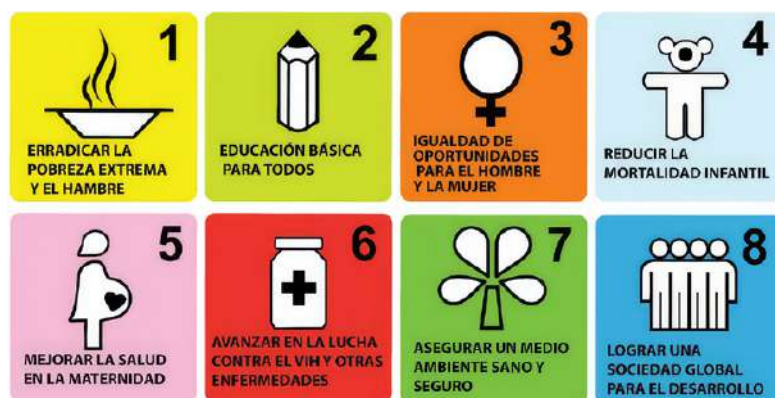 1
ERRADICAR LA
POBREZA EXTREMA
Y EL HAMBRE
2
EDUCACIÓN BÁSICA
PARA TODOS
3
IGUALDAD DE
OPORTUNIDADES
PARA EL HOMBRE
Y LA MUJER
4
REDUCIR LA
MORTALIDAD INFANTIL
5
MEJORAR LA SALUD
EN LA MATERNIDAD
6
AVANZAR EN LA LUCHA
CONTRA EL VIH Y OTRAS
ENFERMEDADES
7
ASEGURAR UN MEDIO
AMBIENTE SANO Y
SEGURO
8
LOGRAR UNA
SOCIEDAD GLOBAL
PARA EL DESARROLLO